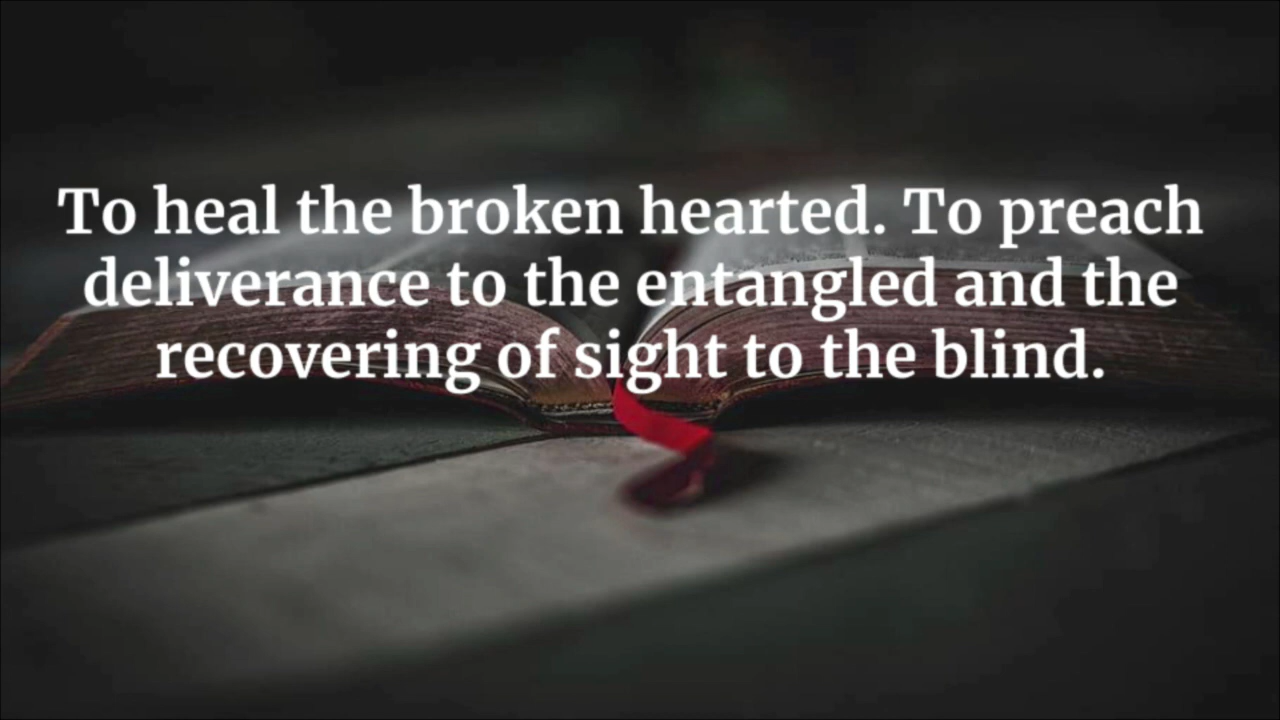 To heal the broken hearted. To preach
deliverance to the entangled and the
recovering of sight to the blind.